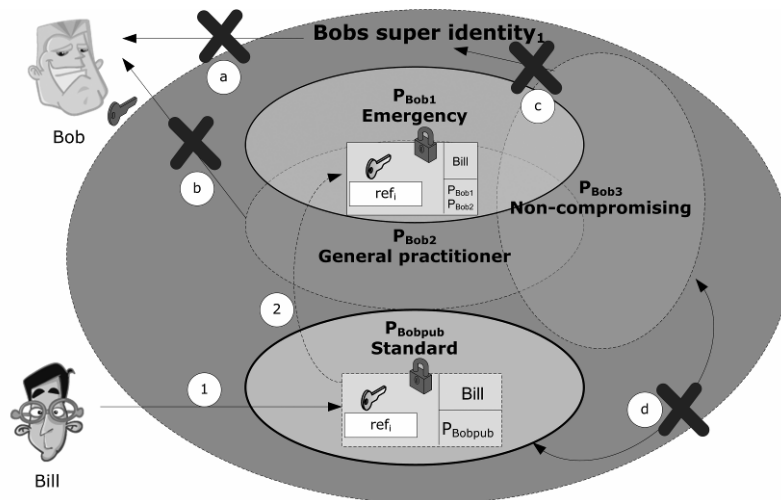 Bobs super identity1
a
c
Bob
PBob1
Emergency
b
Bill
refi
PBob1
PBob2
PBob3
Non-compromising
PBob2
General practitioner
2
PBobpub
Standard
1
Bill
refi
PBobpub
d
Bill